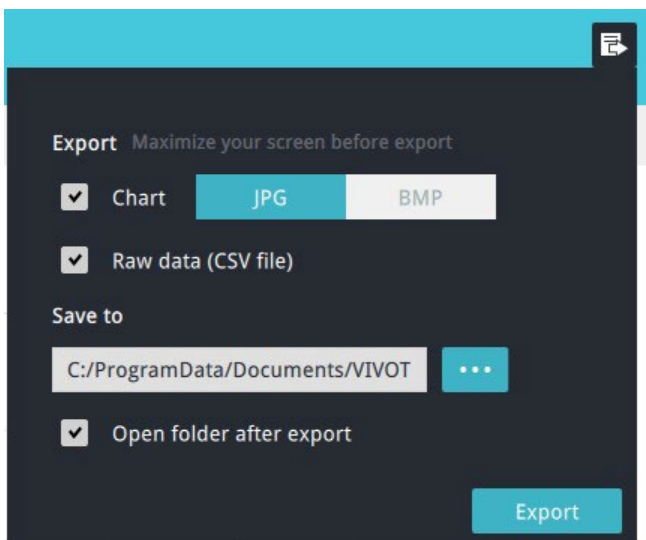 Export Maximize your screen before export
Chart JPG BMP
Raw data (CSV file)
Save to
C:/ProgramData/Documents/VIVOT
Open folder after export
Export